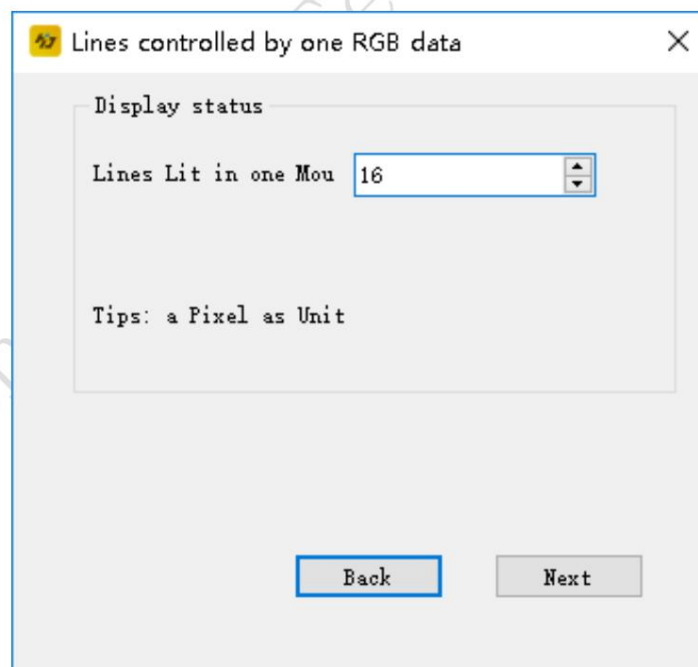 Lines controlled by one RGB data
Display status
Lines Lit in one Mou 16
Tips: a Pixel as Unit
Back Next